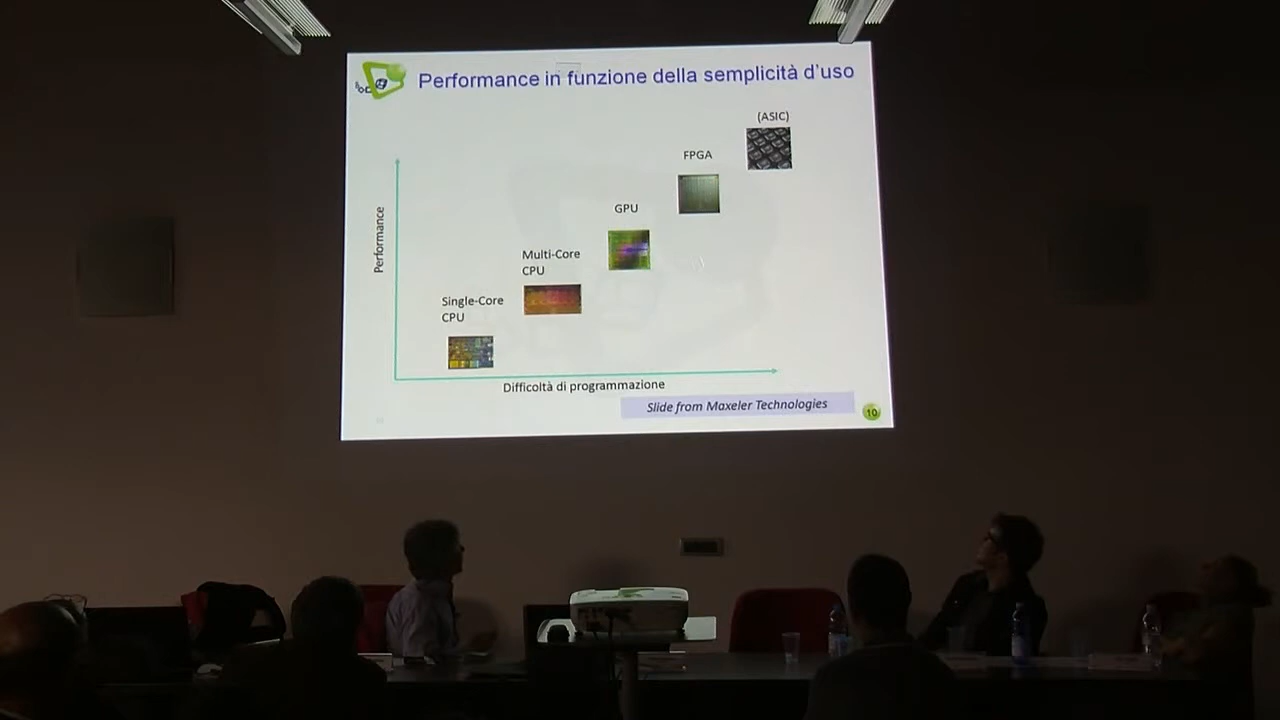 Performance in funzione della semplicità d'uso
(ASIC)
FPGA
GPU
Multi-Core
CPU
Single-Core
CPU
Performance
Difficoltà di programmazione
Slide from Maxeler Technologies
10